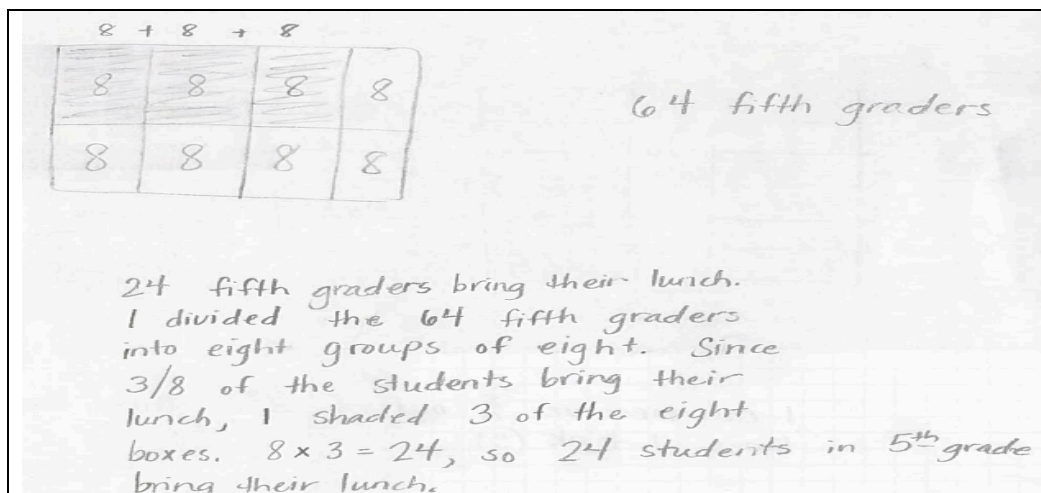 8 + 8 + 8
8 8 8 8
8 8 8 8
64 fifth graders
24 fifth graders bring their lunch.
I divided the 64 fifth graders
into eight groups of eight. Since
3/8 of the students bring their
lunch, I shaded 3 of the eight
boxes. 8 x 3 = 24, so 24 students in 5th grade
bring their lunch.